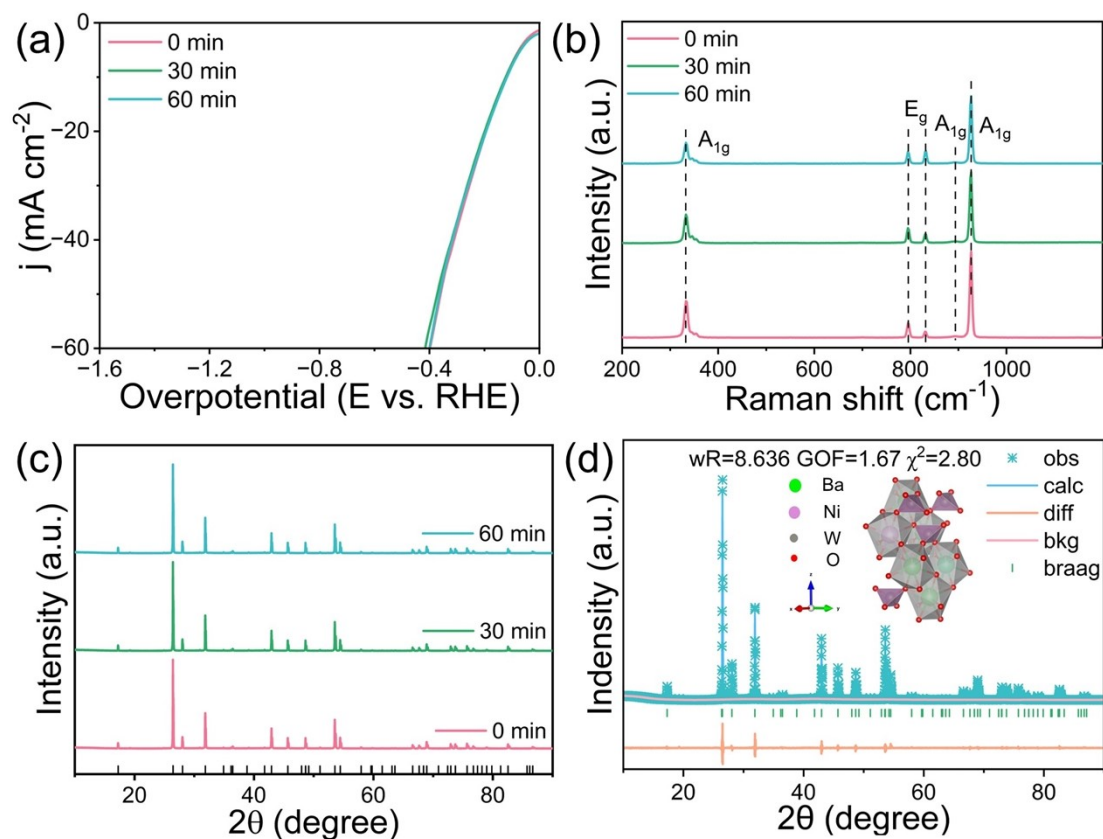 (a)
0 min
30 min
60 min
j (mA cm⁻²)
0
−20
−40
−60
−1.6
−1.2
−0.8
−0.4
0.0
Overpotential (E vs. RHE)
(b)
0 min
30 min
60 min
A₁g
E_g
A₁g
A₁g
Intensity (a.u.)
200
400
600
800
1000
Raman shift (cm⁻¹)
(c)
60 min
30 min
0 min
Intensity (a.u.)
20
40
60
80
2θ (degree)
(d)
wR=8.636 GOF=1.67 χ²=2.80
Ba
Ni
W
O
z
x
y
obs
calc
diff
bkg
braag
Indensity (a.u.)
20
40
60
80
2θ (degree)